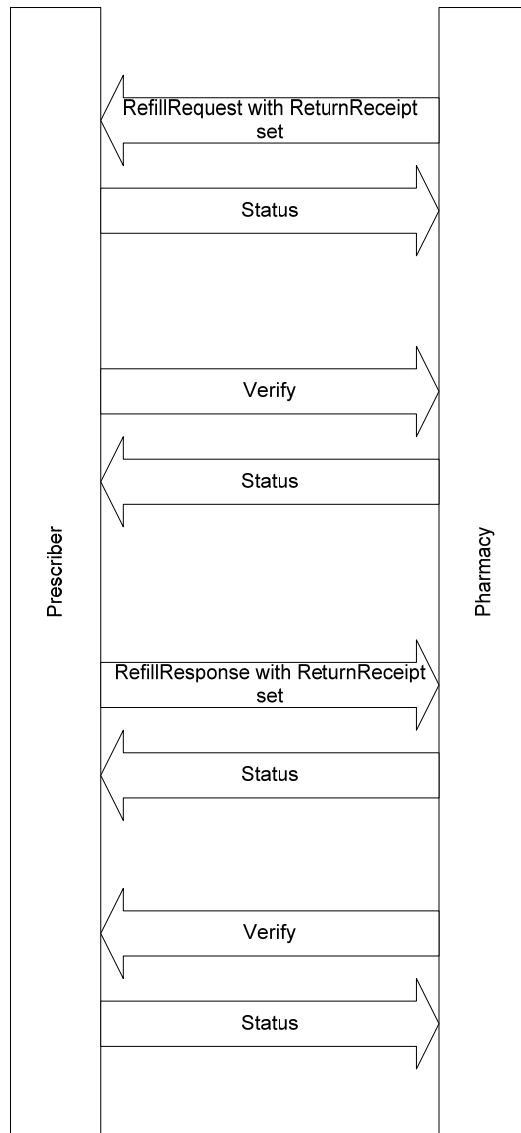 RefillRequest with ReturnReceipt
set
Status
Verify
Status
Prescriber
Pharmacy
RefillResponse with ReturnReceipt
set
Status
Verify
Status